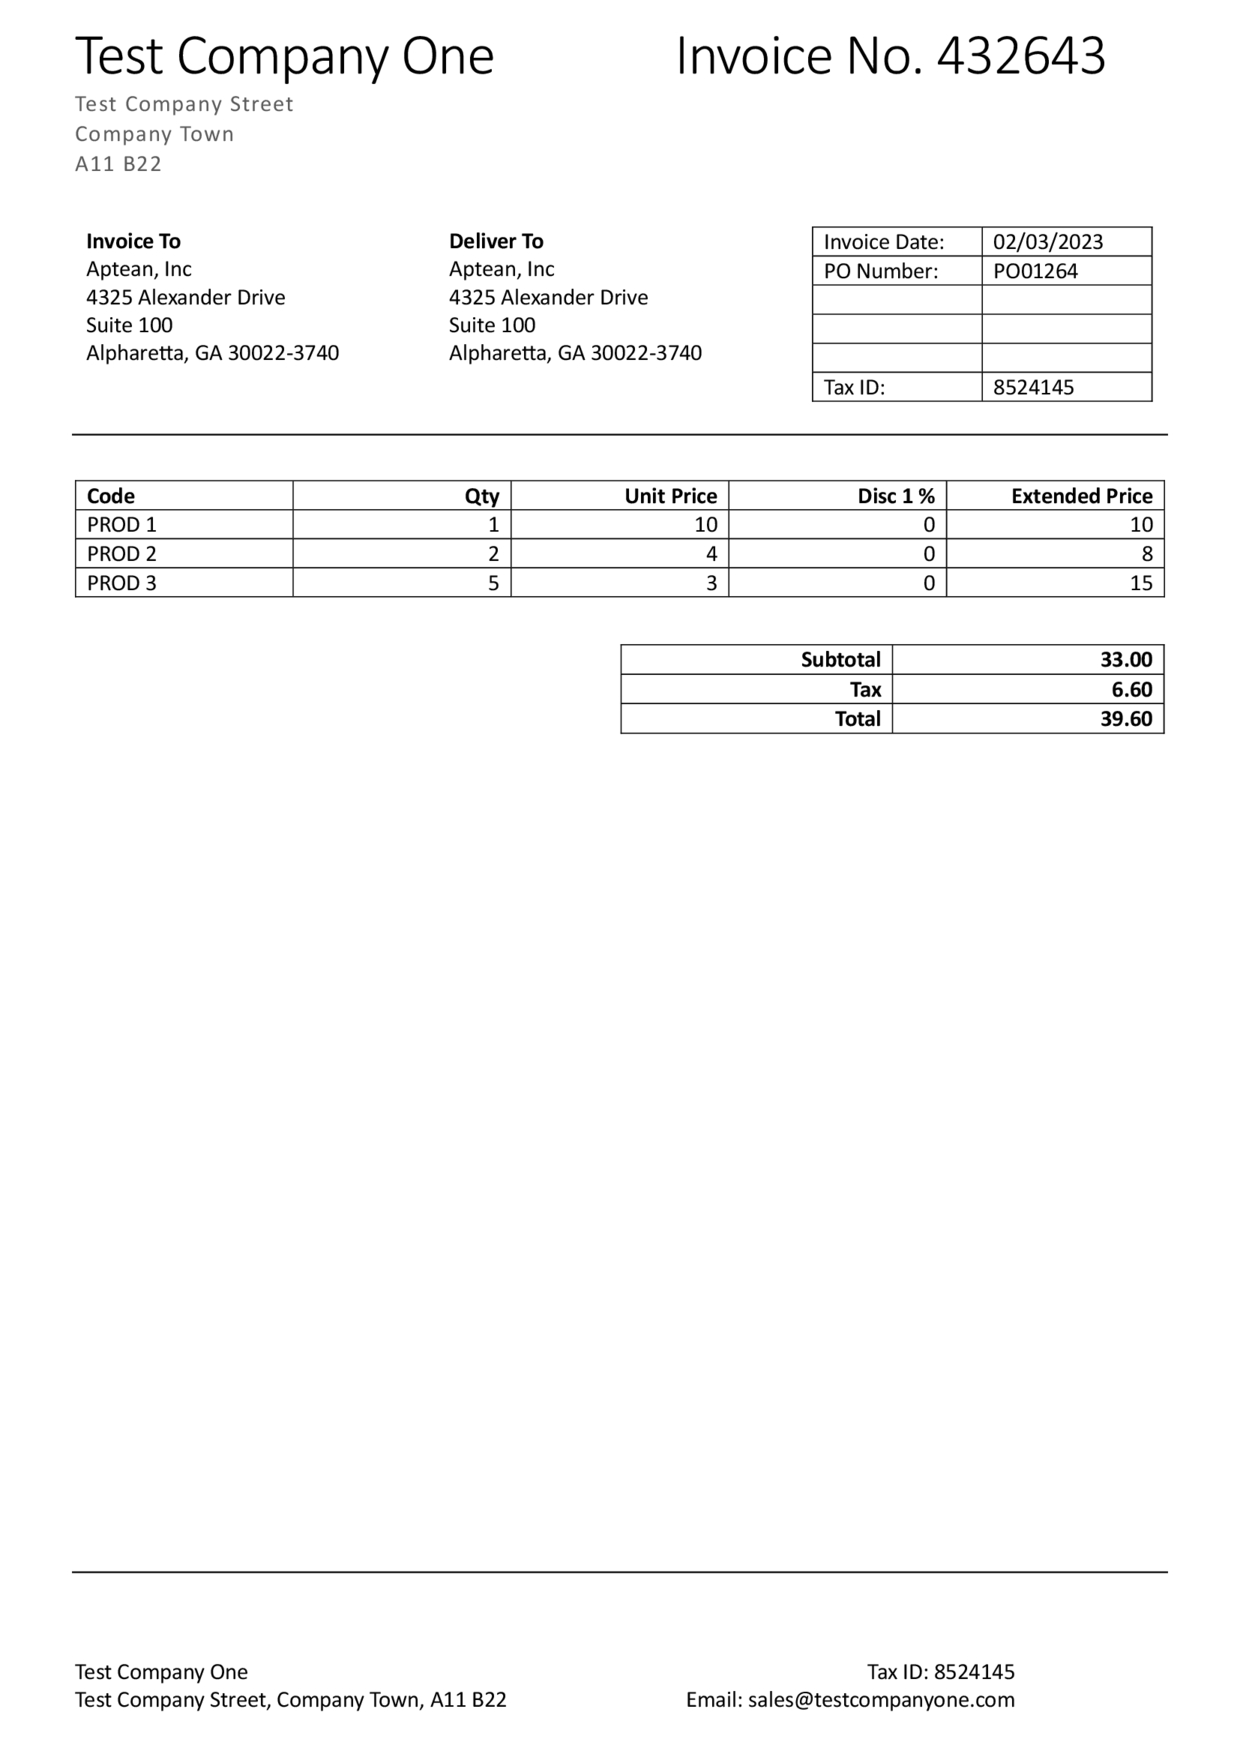 Test Company One Invoice No. 432643
Test Company Street
Company Town
A11 B22
Invoice To
Aptean, Inc
4325 Alexander Drive
Suite 100
Alpharetta, GA 30022-3740
Deliver To
Aptean, Inc
4325 Alexander Drive
Suite 100
Alpharetta, GA 30022-3740
Invoice Date: 02/03/2023
PO Number: PO01264
Tax ID: 8524145
Code Qty Unit Price Disc 1 % Extended Price
PROD 1 1 10 0 10
PROD 2 2 4 0 8
PROD 3 5 3 0 15
Subtotal 33.00
Tax 6.60
Total 39.60
Test Company One Tax ID: 8524145
Test Company Street, Company Town, A11 B22 Email: sales@testcompanyone.com